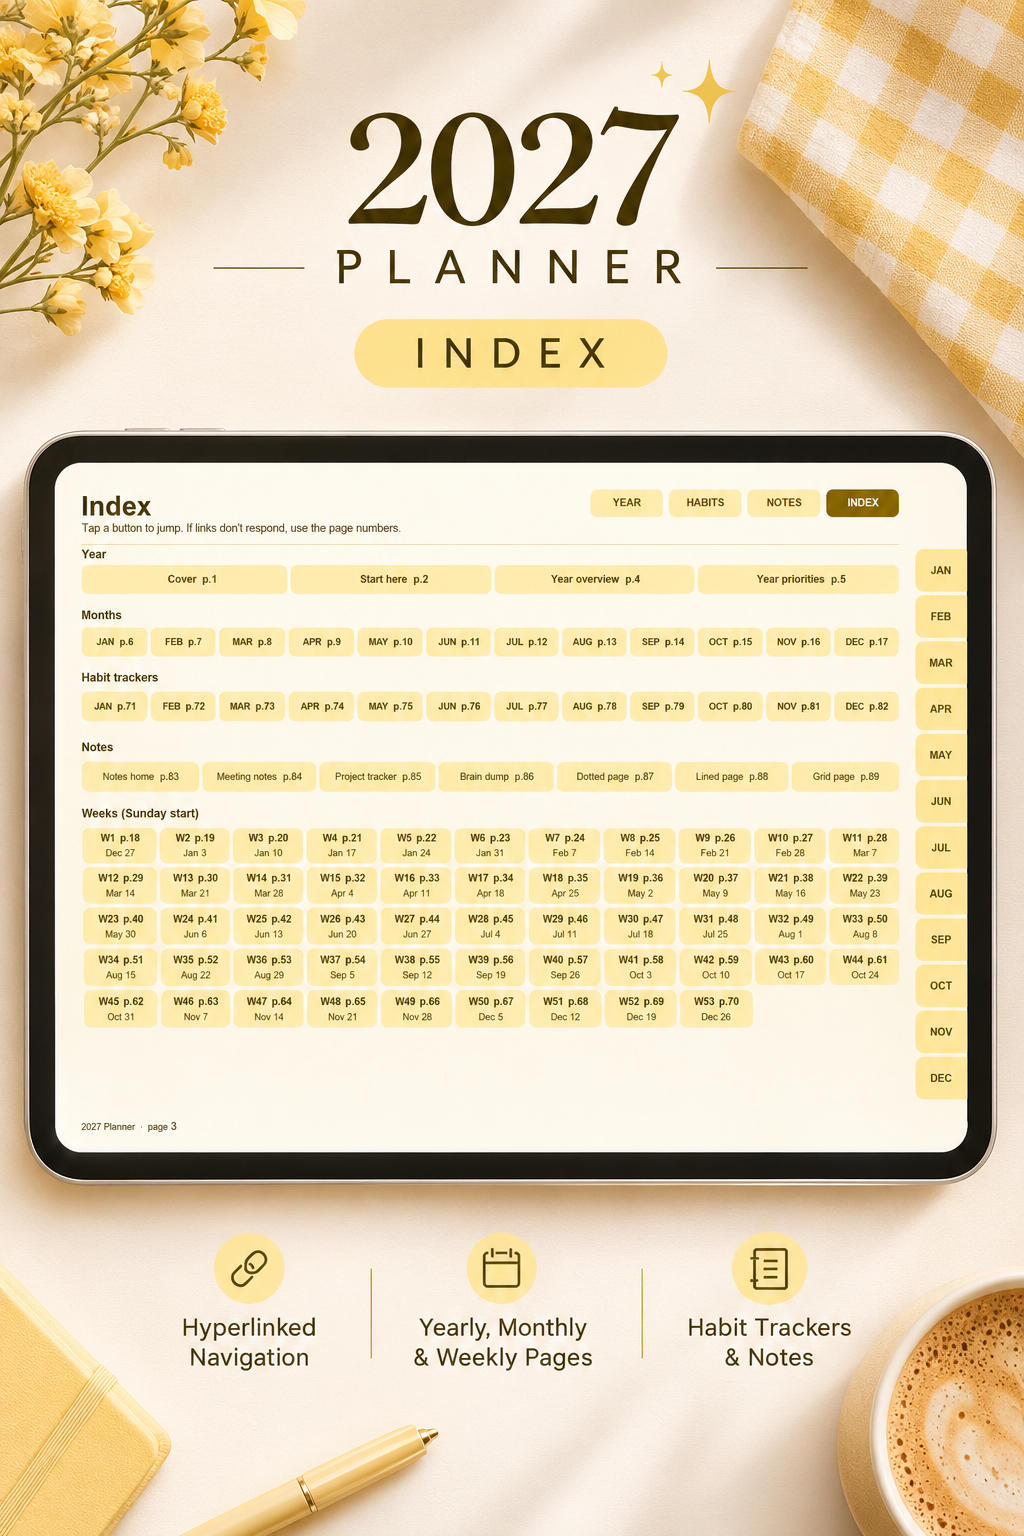 2027
PLANNER
INDEX
Index
YEAR HABITS NOTES INDEX
Tap a button to jump. If links don't respond, use the page numbers.
Year
Cover p.1 Start here p.2 Year overview p.4 Year priorities p.5
Months
JAN p.6 FEB p.7 MAR p.8 APR p.9 MAY p.10 JUN p.11 JUL p.12 AUG p.13 SEP p.14 OCT p.15 NOV p.16 DEC p.17
Habit trackers
JAN p.71 FEB p.72 MAR p.73 APR p.74 MAY p.75 JUN p.76 JUL p.77 AUG p.78 SEP p.79 OCT p.80 NOV p.81 DEC p.82
Notes
Notes home p.83 Meeting notes p.84 Project tracker p.85 Brain dump p.86 Dotted page p.87 Lined page p.88 Grid page p.89
Weeks (Sunday start)
W1 p.18 W2 p.19 W3 p.20 W4 p.21 W5 p.22 W6 p.23 W7 p.24 W8 p.25 W9 p.26 W10 p.27 W11 p.28
Dec 27 Jan 3 Jan 10 Jan 17 Jan 24 Jan 31 Feb 7 Feb 14 Feb 21 Feb 28 Mar 7
W12 p.29 W13 p.30 W14 p.31 W15 p.32 W16 p.33 W17 p.34 W18 p.35 W19 p.36 W20 p.37 W21 p.38 W22 p.39
Mar 14 Mar 21 Mar 28 Apr 4 Apr 11 Apr 18 Apr 25 May 2 May 9 May 16 May 23
W23 p.40 W24 p.41 W25 p.42 W26 p.43 W27 p.44 W28 p.45 W29 p.46 W30 p.47 W31 p.48 W32 p.49 W33 p.50
May 30 Jun 6 Jun 13 Jun 20 Jun 27 Jul 4 Jul 11 Jul 18 Jul 25 Aug 1 Aug 8
W34 p.51 W35 p.52 W36 p.53 W37 p.54 W38 p.55 W39 p.56 W40 p.57 W41 p.58 W42 p.59 W43 p.60 W44 p.61
Aug 15 Aug 22 Aug 29 Sep 5 Sep 12 Sep 19 Sep 26 Oct 3 Oct 10 Oct 17 Oct 24
W45 p.62 W46 p.63 W47 p.64 W48 p.65 W49 p.66 W50 p.67 W51 p.68 W52 p.69 W53 p.70
Oct 31 Nov 7 Nov 14 Nov 21 Nov 28 Dec 5 Dec 12 Dec 19 Dec 26
2027 Planner · page 3
JAN
FEB
MAR
APR
MAY
JUN
JUL
AUG
SEP
OCT
NOV
DEC
Hyperlinked
Navigation
Yearly, Monthly
& Weekly Pages
Habit Trackers
& Notes